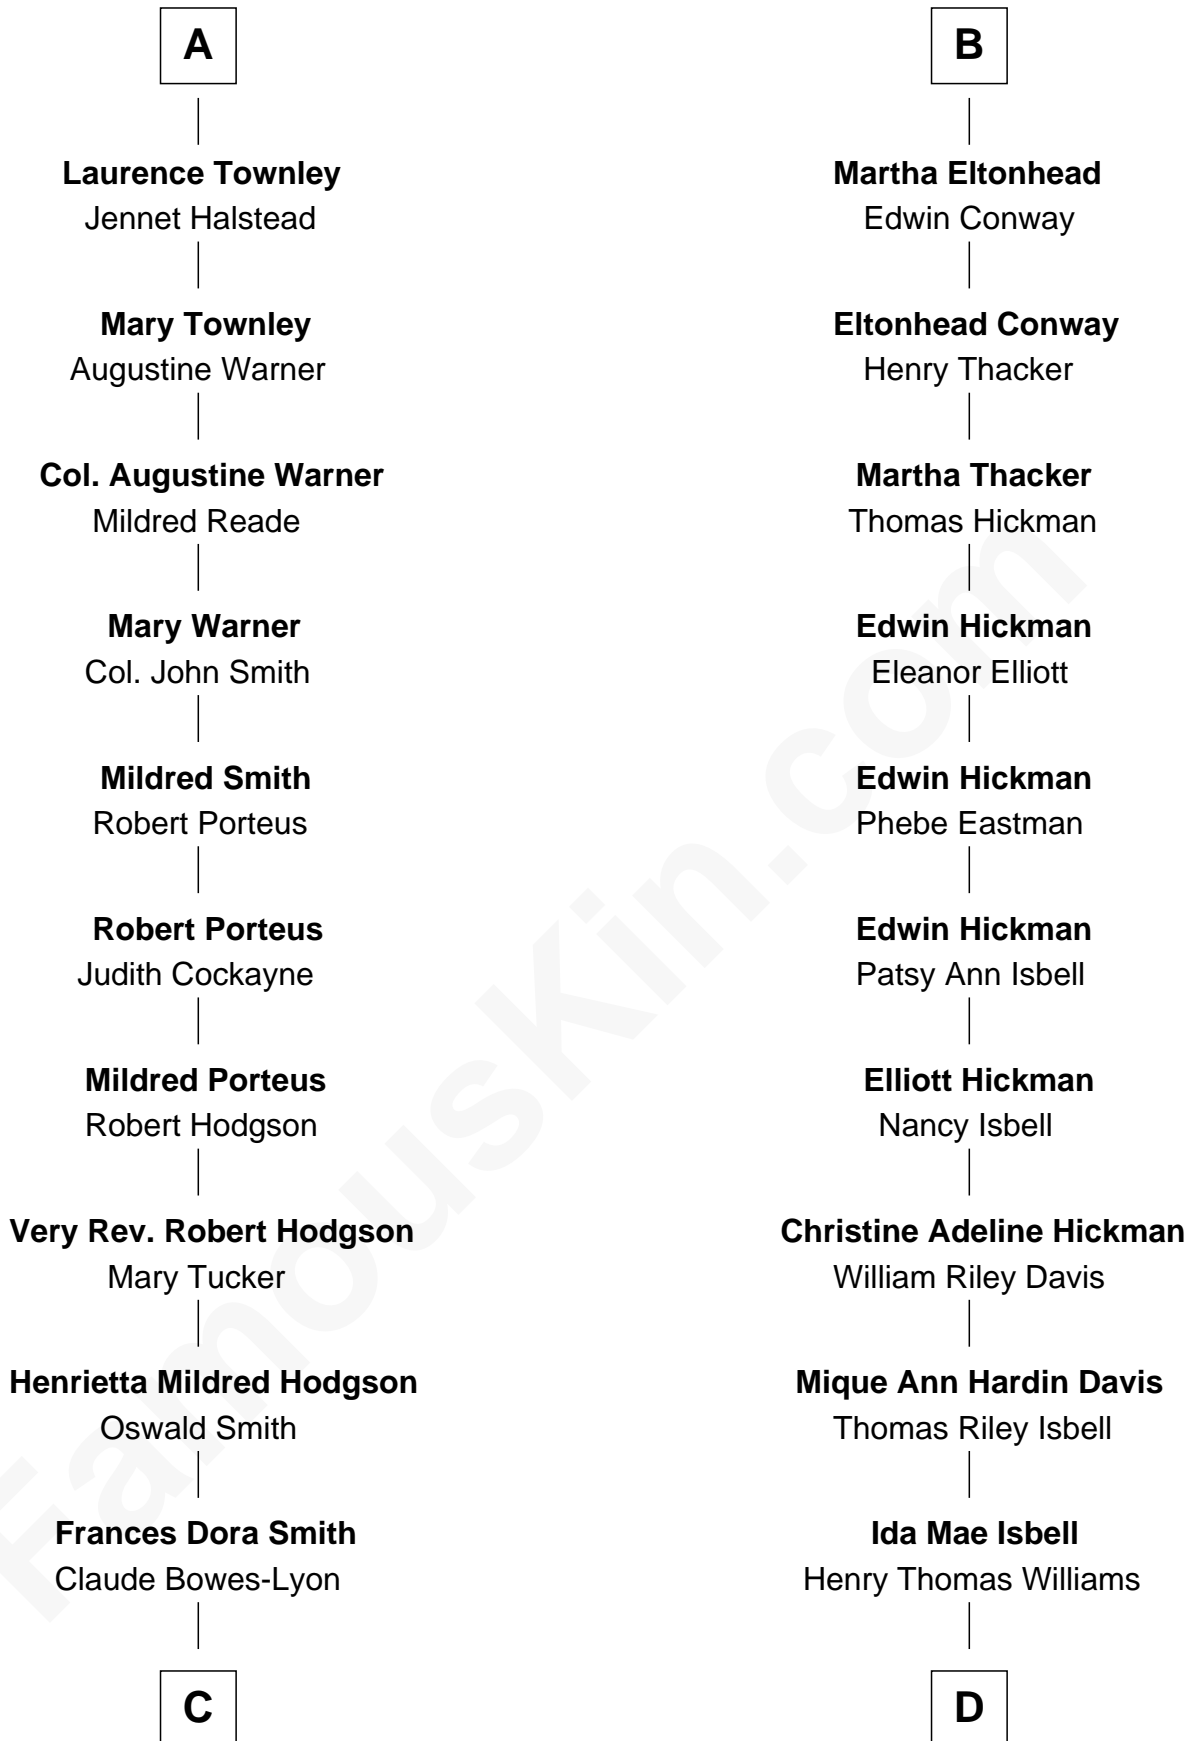 A
Laurence Townley
Jennet Halstead
Mary Townley
Augustine Warner
Col. Augustine Warner
Mildred Reade
Mary Warner
Col. John Smith
Mildred Smith
Robert Porteus
Robert Porteus
Judith Cockayne
Mildred Porteus
Robert Hodgson
Very Rev. Robert Hodgson
Mary Tucker
Henrietta Mildred Hodgson
Oswald Smith
Frances Dora Smith
Claude Bowes-Lyon
C
B
Martha Eltonhead
Edwin Conway
Eltonhead Conway
Henry Thacker
Martha Thacker
Thomas Hickman
Edwin Hickman
Eleanor Elliott
Edwin Hickman
Phebe Eastman
Edwin Hickman
Patsy Ann Isbell
Elliott Hickman
Nancy Isbell
Christine Adeline Hickman
William Riley Davis
Mique Ann Hardin Davis
Thomas Riley Isbell
Ida Mae Isbell
Henry Thomas Williams
D
FamousKin.com